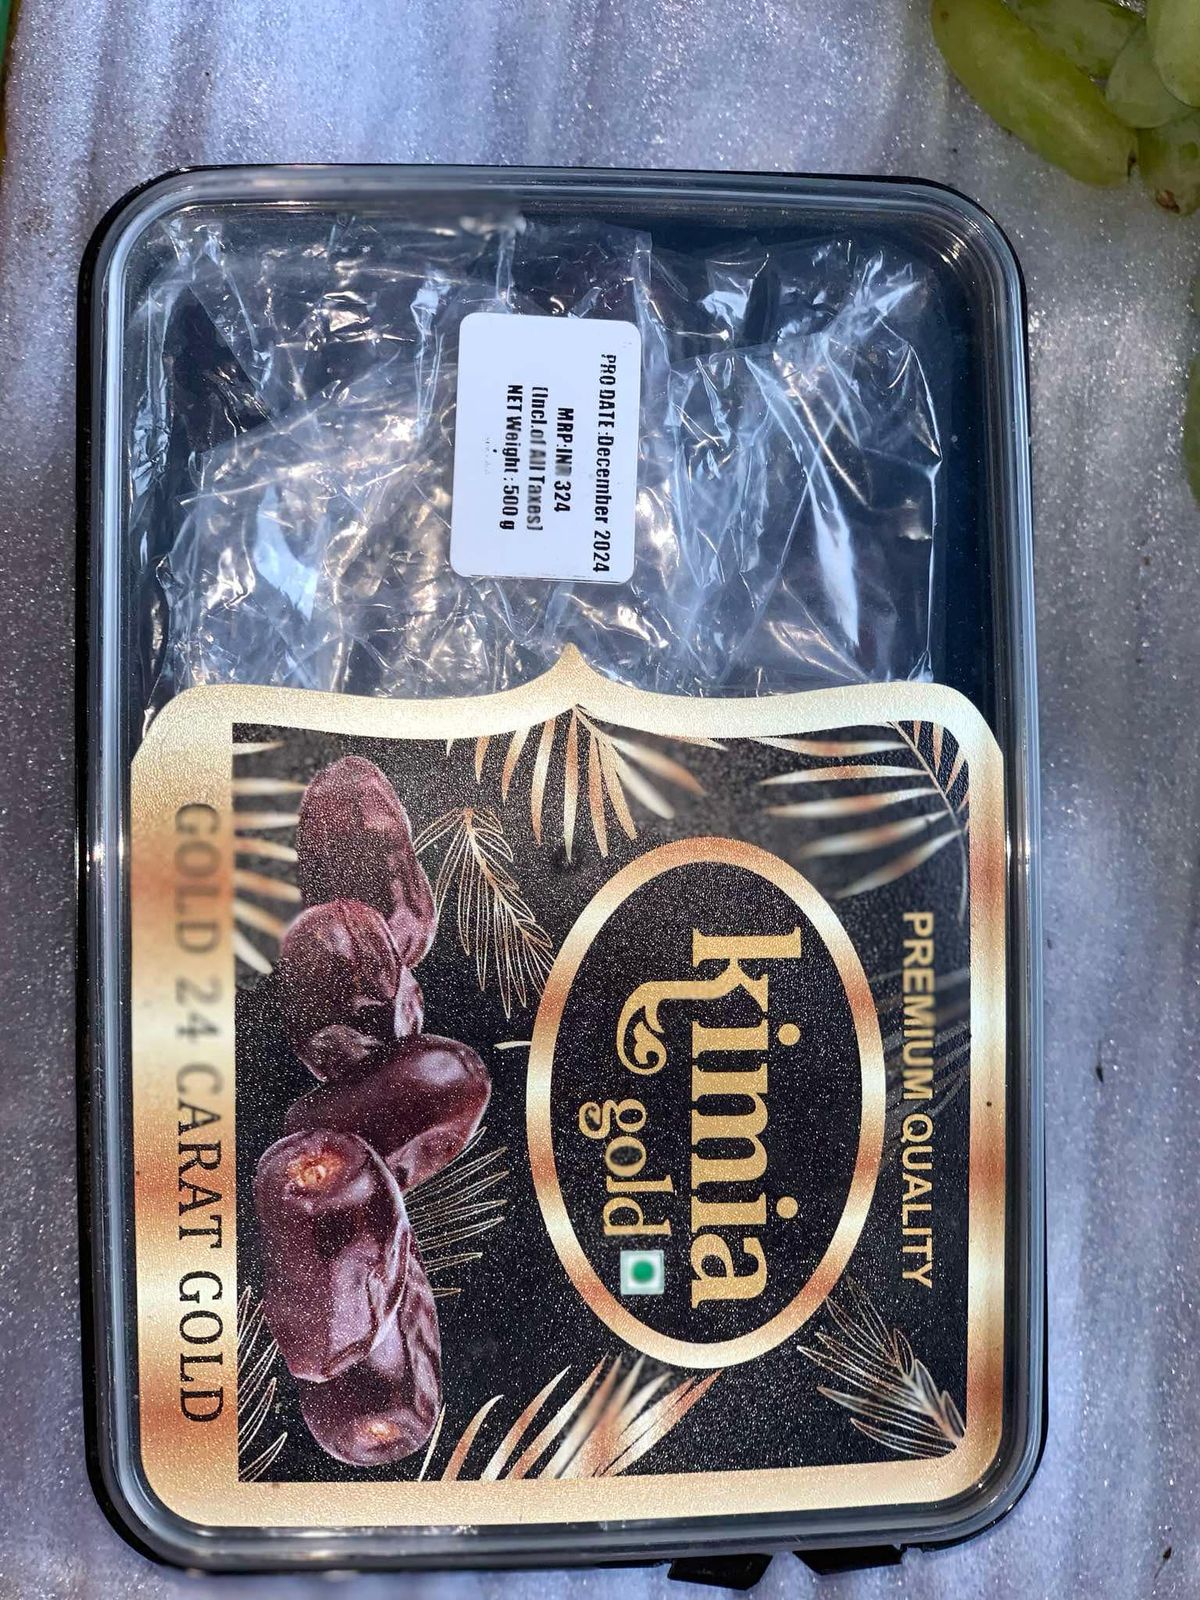 PRO DATE :December 2024
MRP:INR 324
(Incl.of All Taxes)
NET Weight : 500 g
PREMIUM QUALITY
kimia
gold
GOLD 24 CARAT GOLD